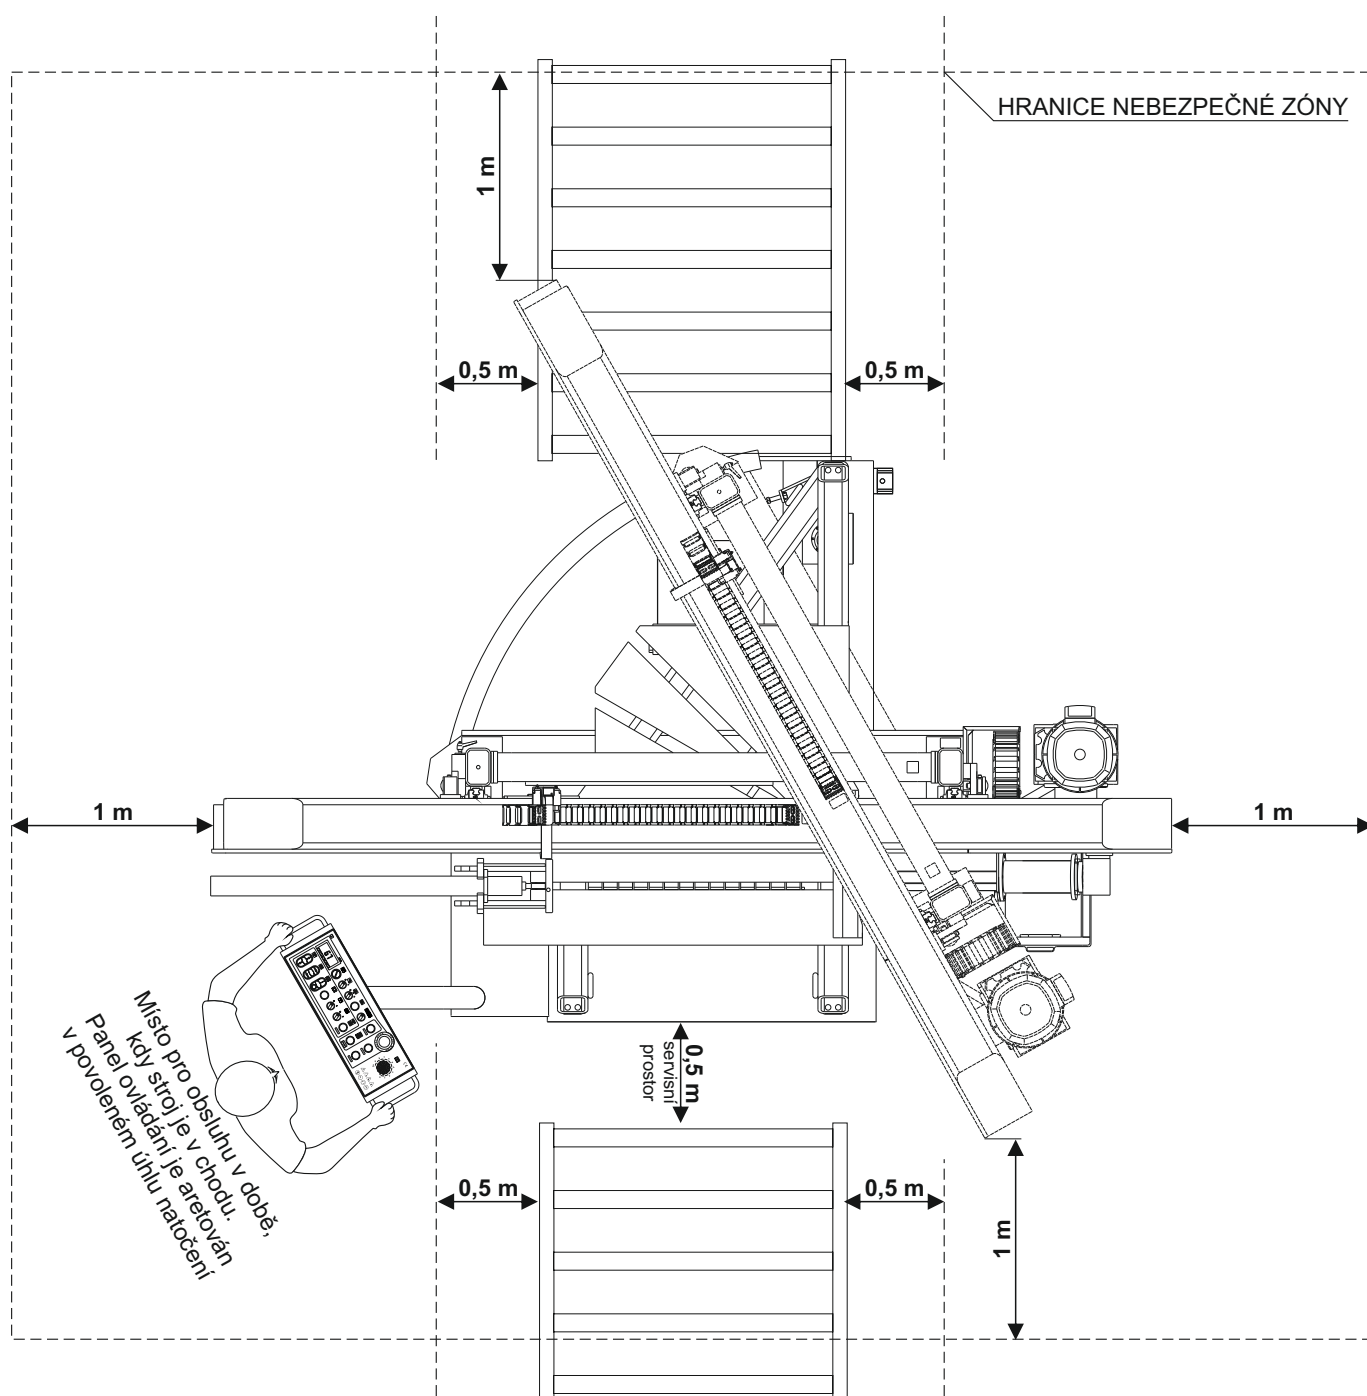 HRANICE NEBEZPEČNÉ ZÓNY
1 m
0,5 m
0,5 m
1 m
1 m
0,5 m
servisní
prostor
Místo pro obsluhu v době,
kdy stroj je v chodu.
Panel ovládání je aretován
v povoleném úhlu natočení
0,5 m
0,5 m
1 m